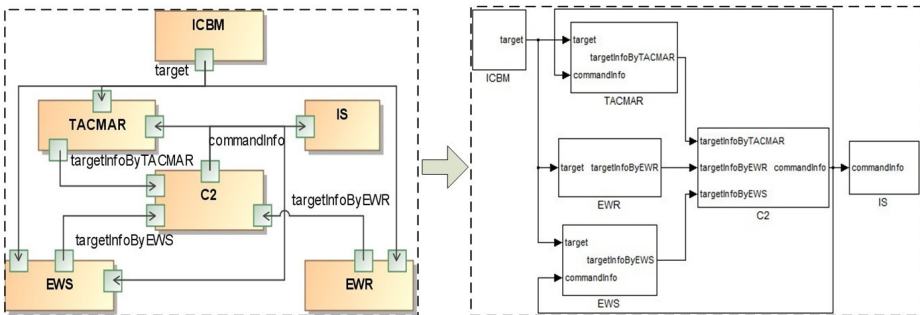 ICBM
target
TACMAR
IS
commandInfo
targetInfoByTACMAR
C2
targetInfoByEWR
targetInfoByEWS
EWS
EWR
target
ICBM
target
targetInfoByTACMAR
commandInfo
TACMAR
target
targetInfoByEWR
EWR
target
targetInfoByEWS
commandInfo
EWS
targetInfoByTACMAR
targetInfoByEWR
commandInfo
targetInfoByEWS
C2
commandInfo
IS